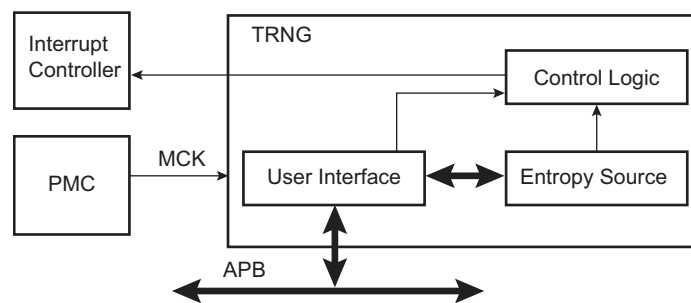 Interrupt
Controller
TRNG
Control Logic
PMC
MCK
User Interface
Entropy Source
APB